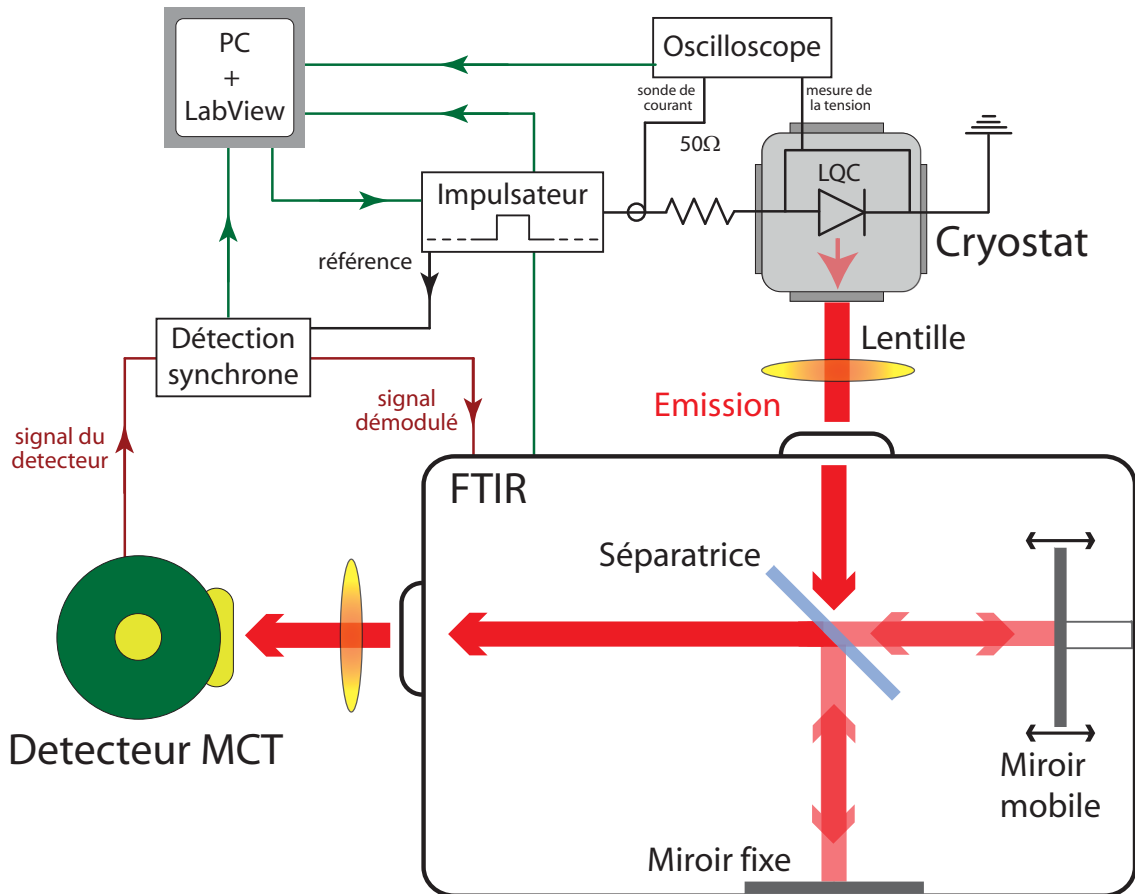 PC
+
LabView
Oscilloscope
sonde de
courant
mesure de
la tension
50Ω
LQC
Impulsateur
Cryostat
référence
Détection
synchrone
Lentille
Emission
signal
démodulé
signal du
detecteur
FTIR
Séparatrice
Detecteur MCT
Miroir
mobile
Miroir fixe